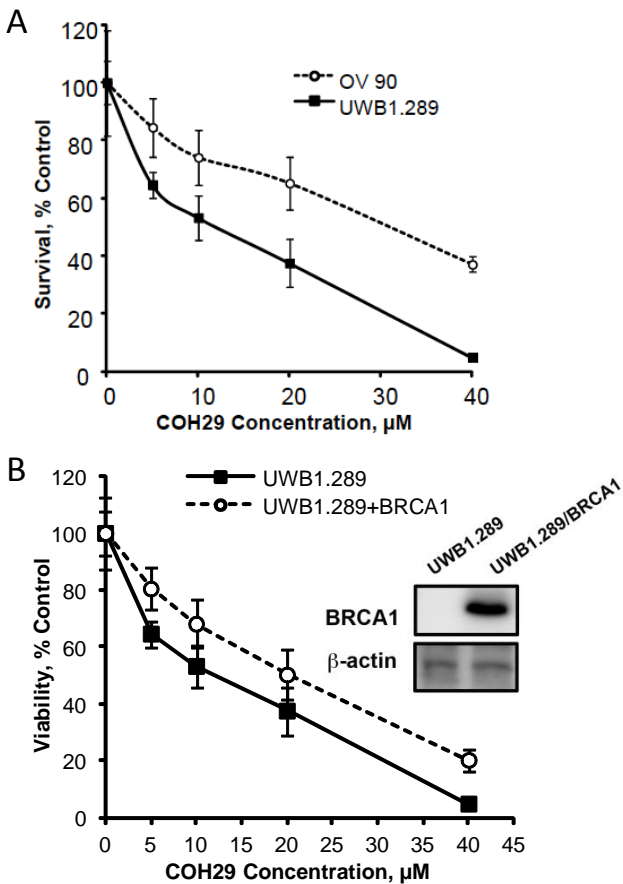 A
120
100
80
60
40
20
0
Survival, % Control
OV 90
UWB1.289
0 10 20 30 40
COH29 Concentration, µM
B
120
100
80
60
40
20
0
Viability, % Control
UWB1.289
UWB1.289+BRCA1
UWB1.289
UWB1.289/BRCA1
BRCA1
β-actin
0 5 10 15 20 25 30 35 40 45
COH29 Concentration, µM